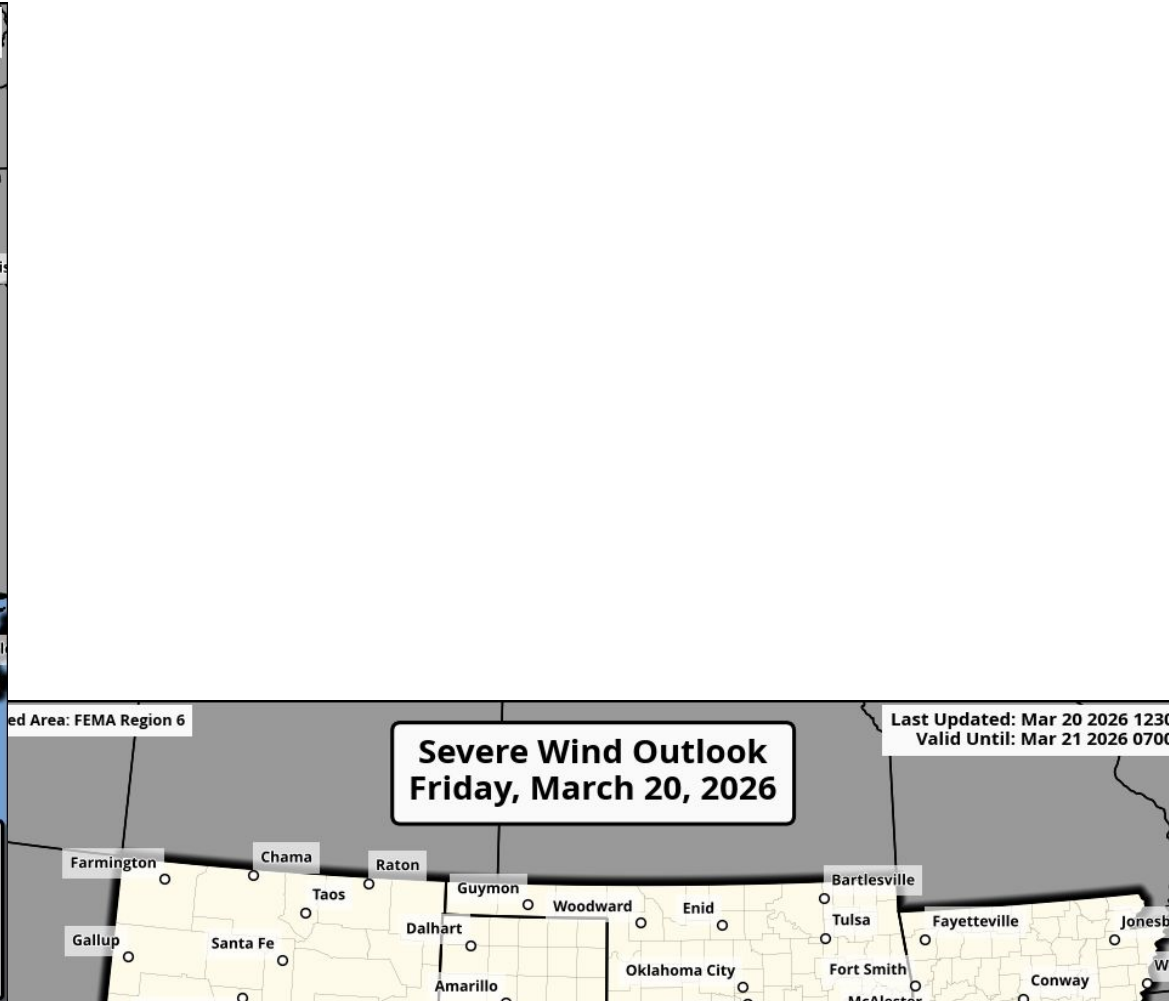 ed Area: FEMA Region 6
Severe Wind Outlook
Friday, March 20, 2026
Last Updated: Mar 20 2026 1230
Valid Until: Mar 21 2026 0700
Farmington
Chama
Raton
Taos
Guymon
Woodward
Enid
Bartlesville
Tulsa
Fayetteville
Jonesb
Gallup
Santa Fe
Dalhart
Oklahoma City
Fort Smith
Amarillo
Conway
McAlester